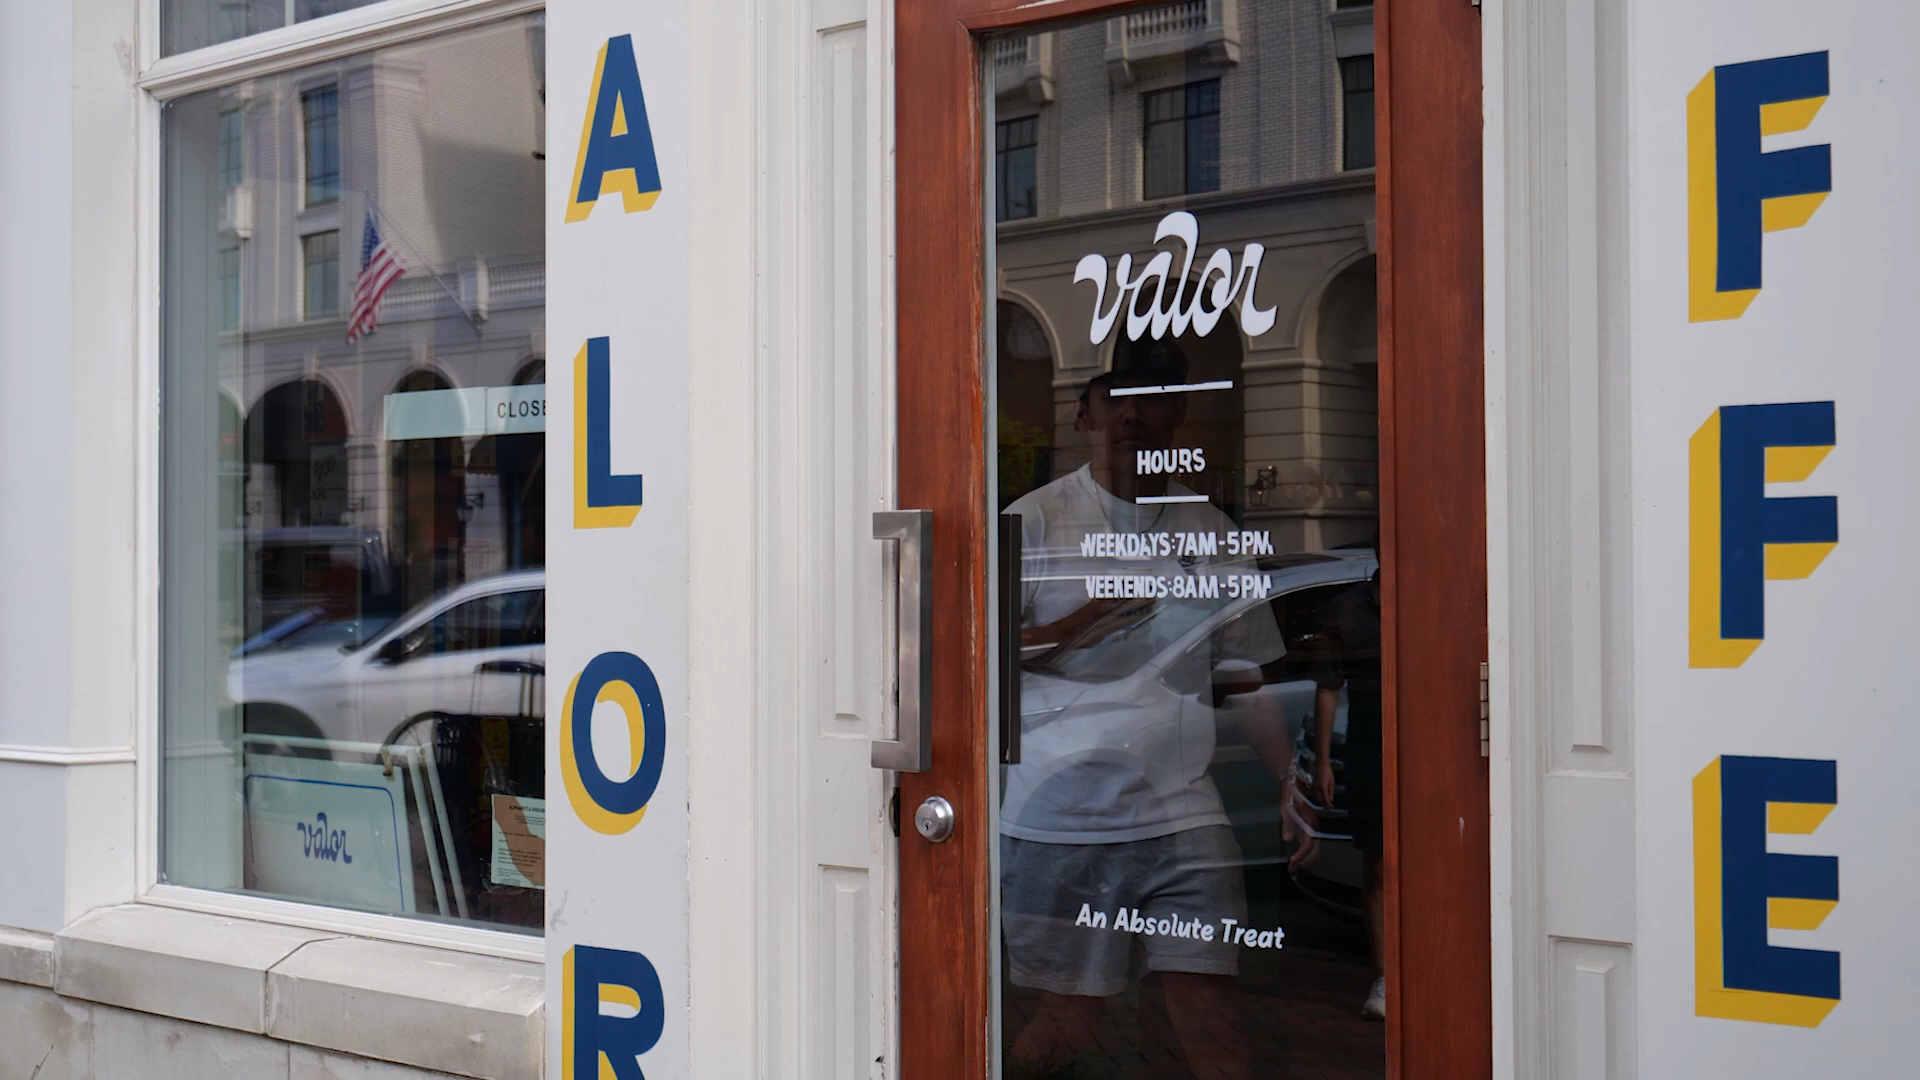 ALOR
CLOSE
valor
valor
HOURS
WEEKDAYS:7AM-5PM
WEEKENDS:8AM-5PM
An Absolute Treat
FFE